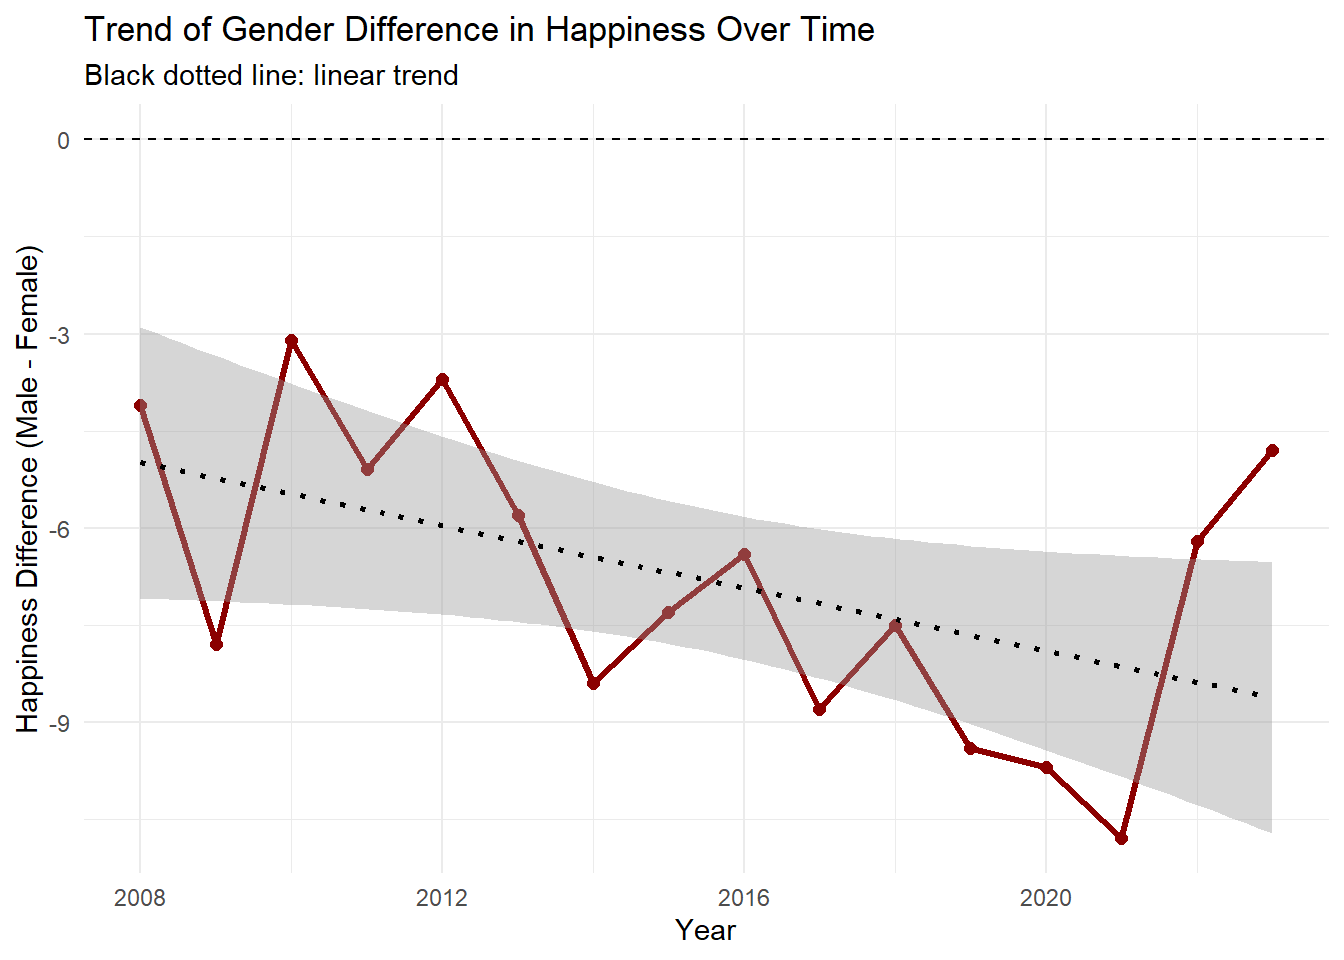 Trend of Gender Difference in Happiness Over Time
Black dotted line: linear trend
Happiness Difference (Male - Female)
0
-3
-6
-9
2008
2012
2016
2020
Year